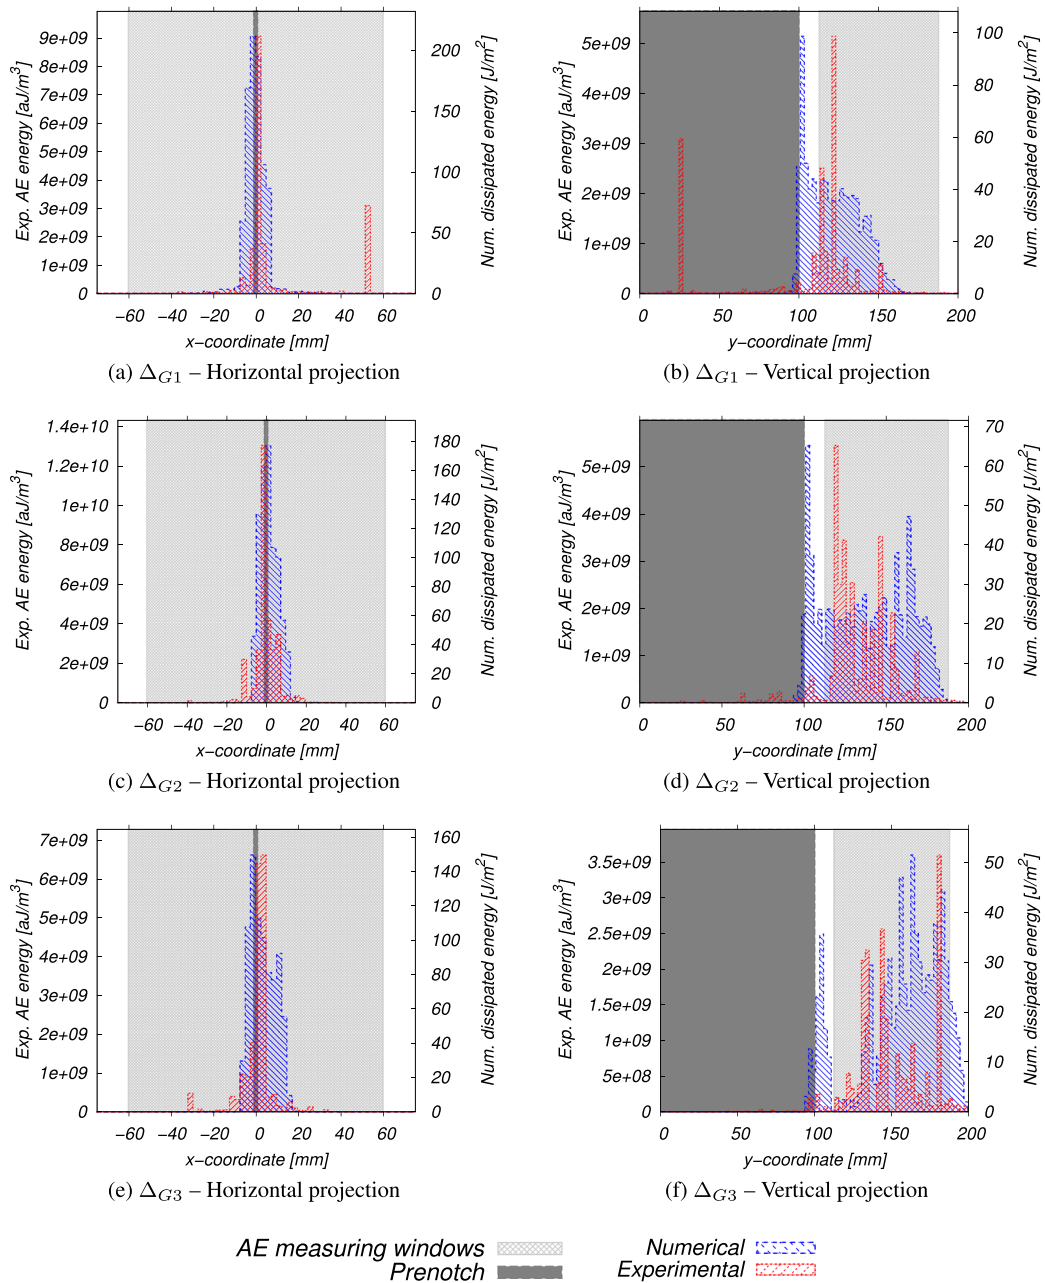 9e+09
8e+09
7e+09
6e+09
5e+09
4e+09
3e+09
2e+09
1e+09
0
Exp. AE energy [aJ/m³]
200
150
100
50
0
Num. dissipated energy [J/m²]
−60 −40 −20 0 20 40 60
x−coordinate [mm]
(a) Δ_G1 – Horizontal projection
5e+09
4e+09
3e+09
2e+09
1e+09
0
Exp. AE energy [aJ/m³]
100
80
60
40
20
0
Num. dissipated energy [J/m²]
0 50 100 150 200
y−coordinate [mm]
(b) Δ_G1 – Vertical projection
1.4e+10
1.2e+10
1e+10
8e+09
6e+09
4e+09
2e+09
0
Exp. AE energy [aJ/m³]
180
160
140
120
100
80
60
40
20
0
Num. dissipated energy [J/m²]
−60 −40 −20 0 20 40 60
x−coordinate [mm]
(c) Δ_G2 – Horizontal projection
5e+09
4e+09
3e+09
2e+09
1e+09
0
Exp. AE energy [aJ/m³]
70
60
50
40
30
20
10
0
Num. dissipated energy [J/m²]
0 50 100 150 200
y−coordinate [mm]
(d) Δ_G2 – Vertical projection
7e+09
6e+09
5e+09
4e+09
3e+09
2e+09
1e+09
0
Exp. AE energy [aJ/m³]
160
140
120
100
80
60
40
20
0
Num. dissipated energy [J/m²]
−60 −40 −20 0 20 40 60
x−coordinate [mm]
(e) Δ_G3 – Horizontal projection
3.5e+09
3e+09
2.5e+09
2e+09
1.5e+09
1e+09
5e+08
0
Exp. AE energy [aJ/m³]
50
40
30
20
10
0
Num. dissipated energy [J/m²]
0 50 100 150 200
y−coordinate [mm]
(f) Δ_G3 – Vertical projection
AE measuring windows
Prenotch
Numerical
Experimental